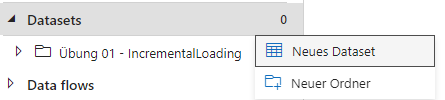 Datasets 0
Übung 01 - IncrementalLoading
Neues Dataset
Neuer Ordner
Data flows